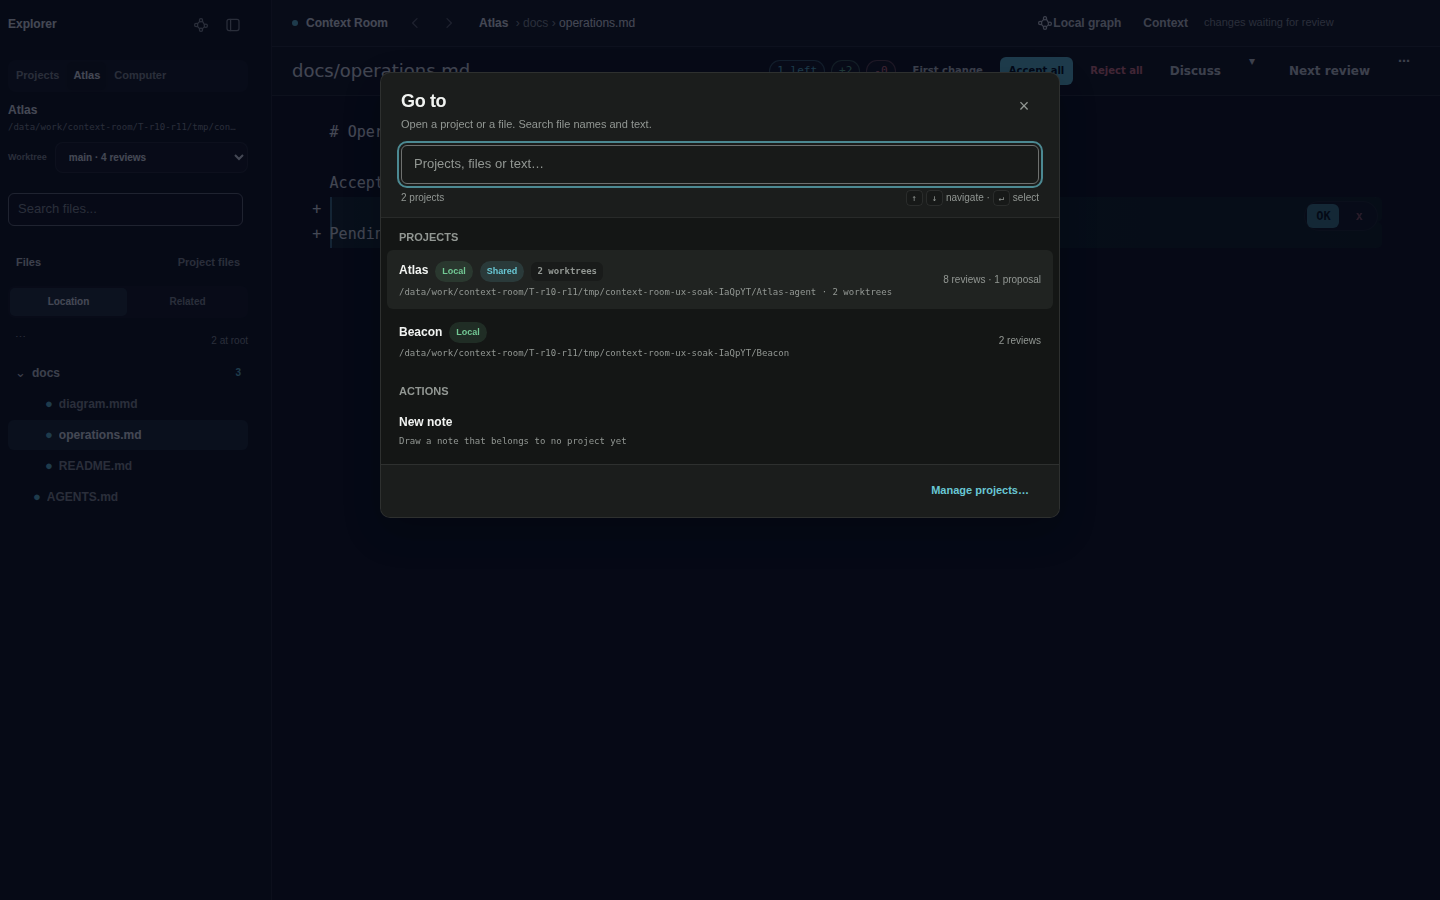 Explorer
Context Room
Atlas › docs › operations.md
Local graph
Context
changes waiting for review
Projects
Atlas
Computer
docs/operations.md
1 left
+2
-0
First change
Accept all
Reject all
Discuss
▾
Next review
···
Atlas
/data/work/context-room/T-r10-r11/tmp/con…
Worktree
main · 4 reviews
Search files...
Files
Project files
Location
Related
···
2 at root
⌄ docs
3
diagram.mmd
operations.md
README.md
AGENTS.md
# Oper
Accept
+
+ Pendin
OK
X
Go to
×
Open a project or a file. Search file names and text.
Projects, files or text…
2 projects
↑ ↓ navigate · ↵ select
PROJECTS
Atlas Local Shared 2 worktrees
8 reviews · 1 proposal
/data/work/context-room/T-r10-r11/tmp/context-room-ux-soak-IaQpYT/Atlas-agent · 2 worktrees
Beacon Local
2 reviews
/data/work/context-room/T-r10-r11/tmp/context-room-ux-soak-IaQpYT/Beacon
ACTIONS
New note
Draw a note that belongs to no project yet
Manage projects…